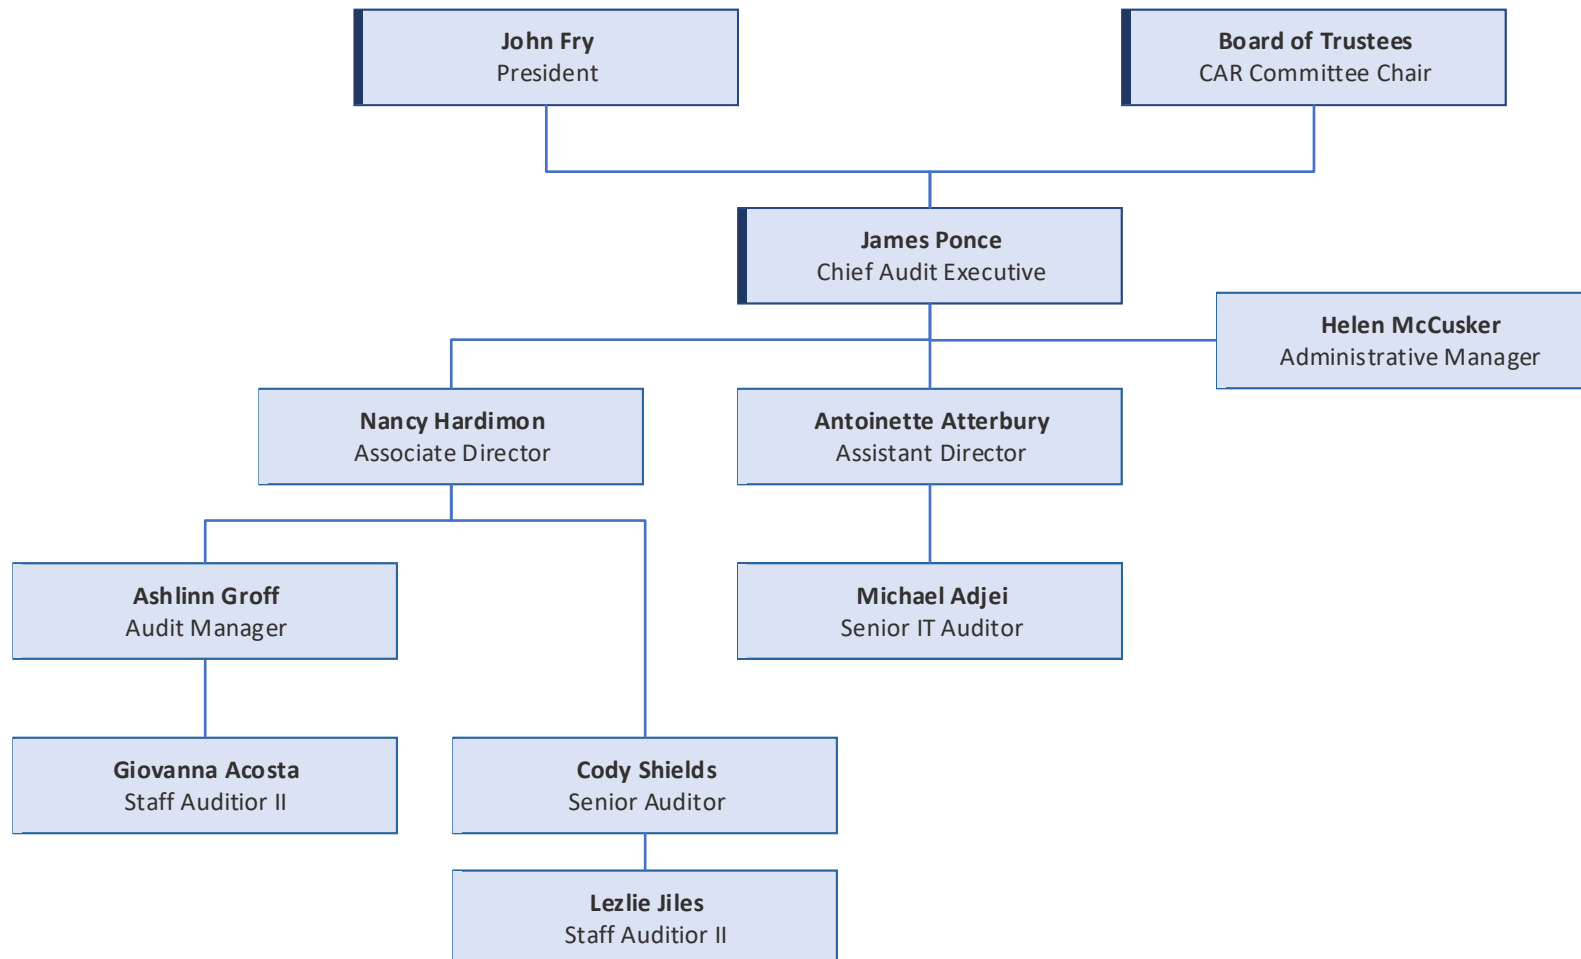 John Fry
President
Board of Trustees
CAR Committee Chair
James Ponce
Chief Audit Executive
Helen McCusker
Administrative Manager
Nancy Hardimon
Associate Director
Antoinette Atterbury
Assistant Director
Ashlinn Groff
Audit Manager
Michael Adjei
Senior IT Auditor
Giovanna Acosta
Staff Auditior II
Cody Shields
Senior Auditor
Lezlie Jiles
Staff Auditior II